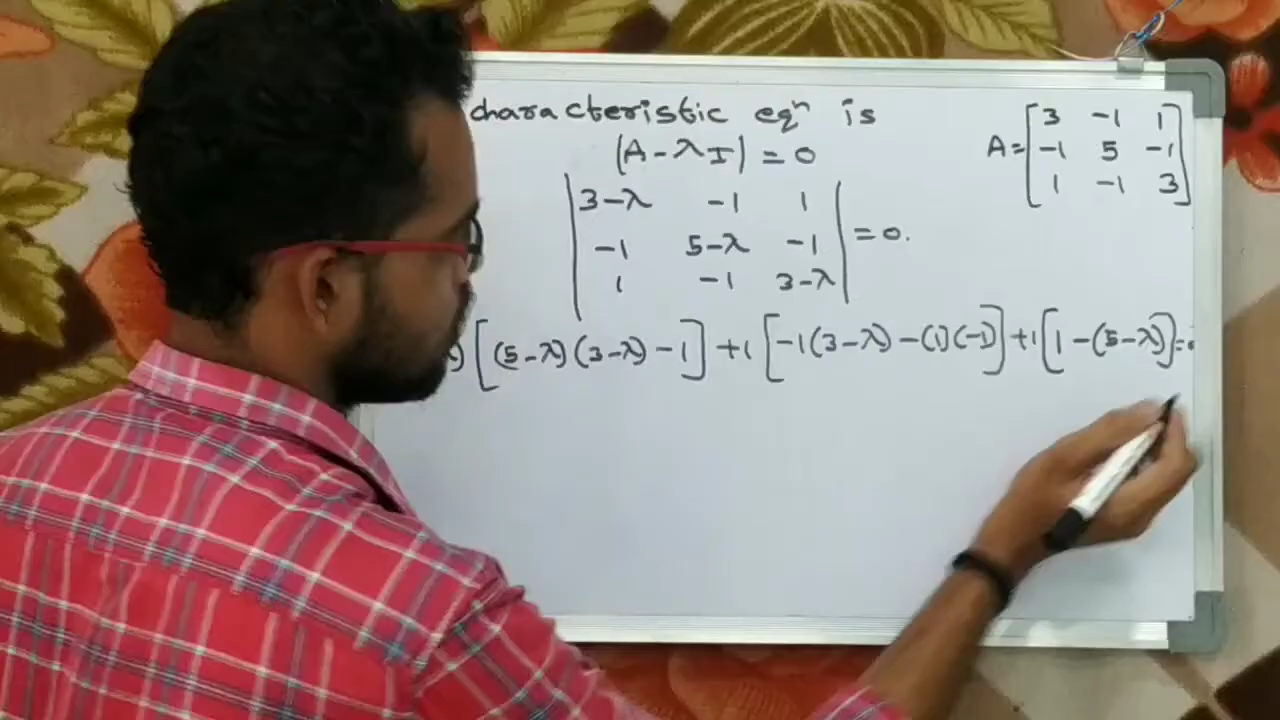 characteristic eqⁿ is
|A-λI| = 0
A = [3 -1 1
-1 5 -1
1 -1 3]
|3-λ -1 1
-1 5-λ -1
1 -1 3-λ| = 0.
λ)[(5-λ)(3-λ)-1] +1[-1(3-λ)-(1)(-1)] +1[1-(5-λ)]=0